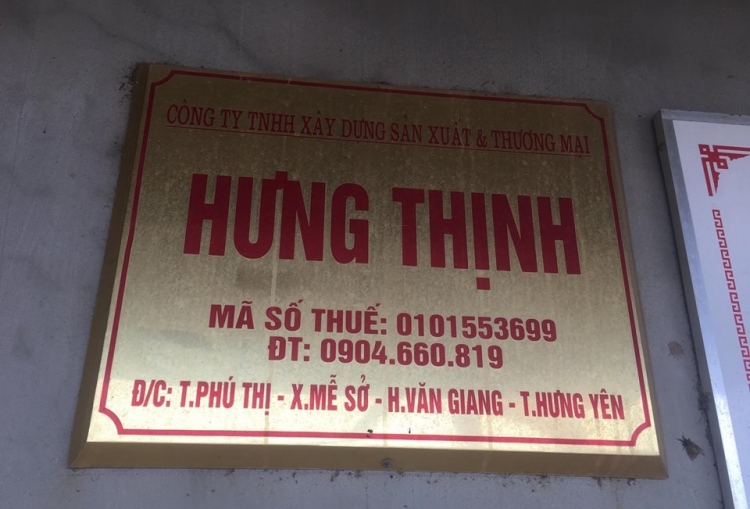 CÔNG TY TNHH XÂY DỰNG SẢN XUẤT & THƯƠNG MẠI
HƯNG THỊNH
MÃ SỐ THUẾ: 0101553699
ĐT: 0904.660.819
Đ/C: T.PHÚ THỊ - X.MỄ SỞ - H.VĂN GIANG - T.HƯNG YÊN